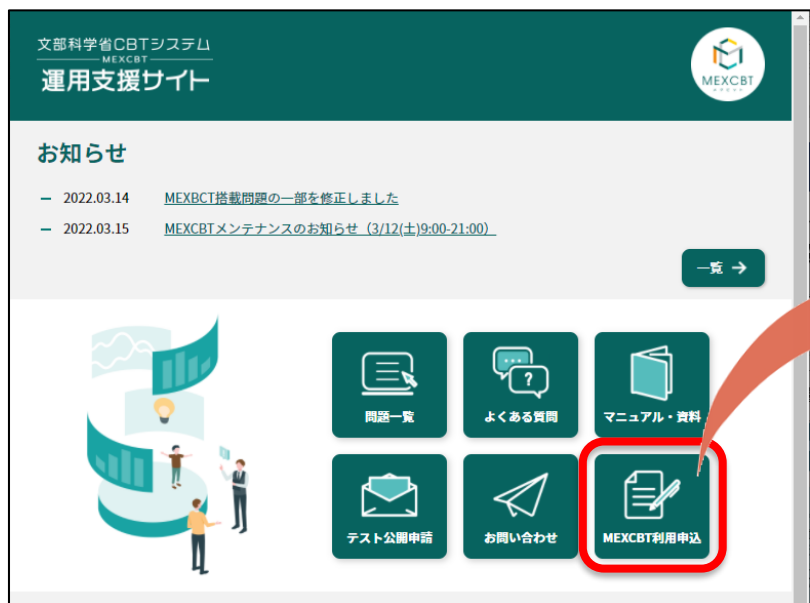 文部科学省CBTシステム
MEXCBT
運用支援サイト
MEXCBT
お知らせ
2022.03.14 MEXBCT搭載問題の一部を修正しました
2022.03.15 MEXCBTメンテナンスのお知らせ（3/12(土)9:00-21:00）
一覧 →
問題一覧
よくある質問
マニュアル・資料
テスト公開申請
お問い合わせ
MEXCBT利用申込